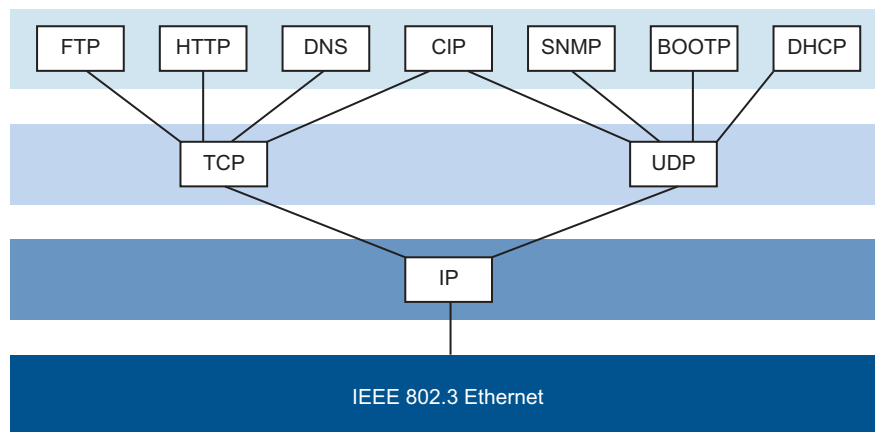 FTP
HTTP
DNS
CIP
SNMP
BOOTP
DHCP
TCP
UDP
IP
IEEE 802.3 Ethernet